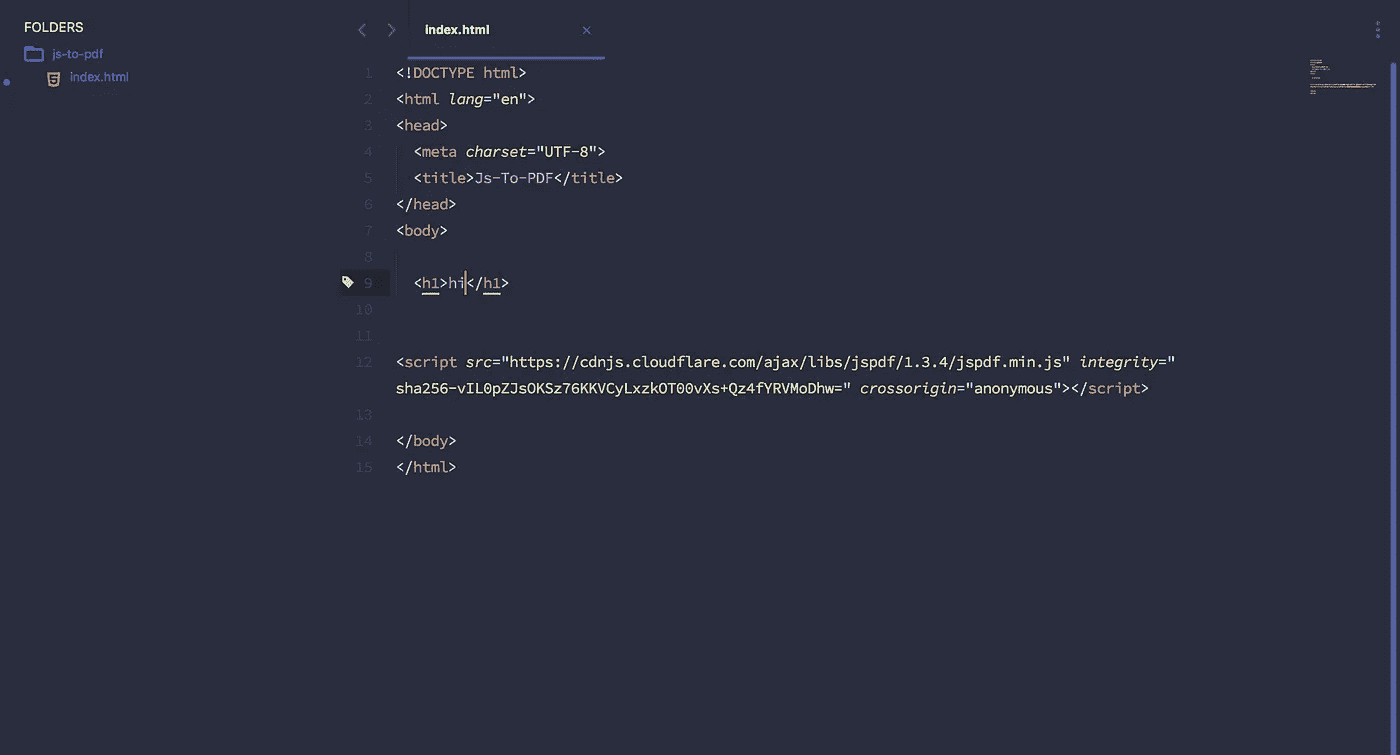 FOLDERS
js-to-pdf
index.html
index.html
1 <!DOCTYPE html>
2 <html lang="en">
3 <head>
4 <meta charset="UTF-8">
5 <title>Js-To-PDF</title>
6 </head>
7 <body>
8
9 <h1>hi</h1>
10
11
12 <script src="https://cdnjs.cloudflare.com/ajax/libs/jspdf/1.3.4/jspdf.min.js" integrity="
sha256-vIL0pZJsOKSz76KKVCyLxzkOT00vXs+Qz4fYRVMoDhw=" crossorigin="anonymous"></script>
13
14 </body>
15 </html>